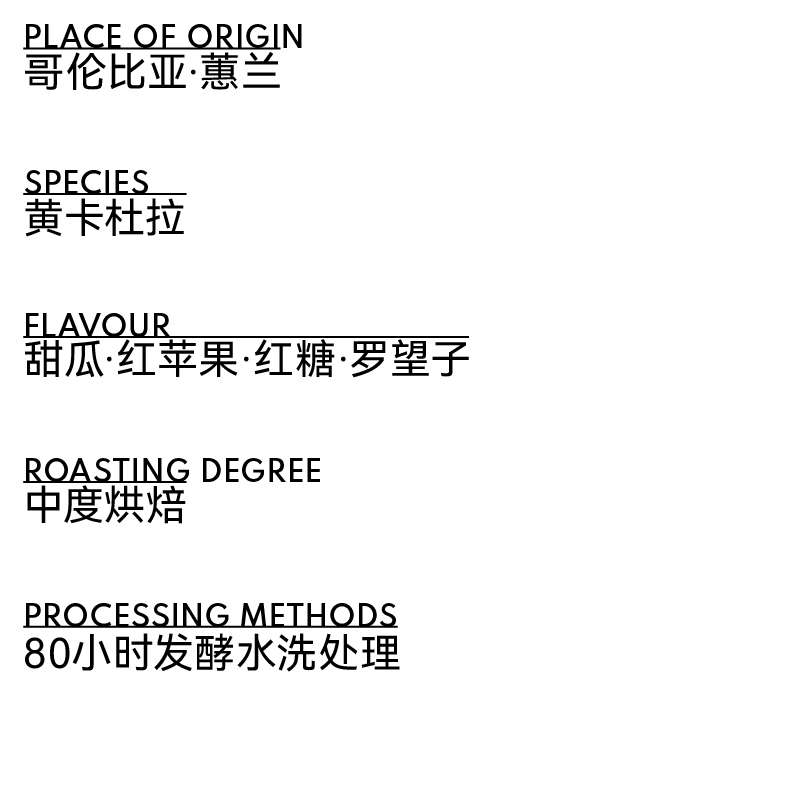 PLACE OF ORIGIN
哥伦比亚·蕙兰
SPECIES
黄卡杜拉
FLAVOUR
甜瓜·红苹果·红糖·罗望子
ROASTING DEGREE
中度烘焙
PROCESSING METHODS
80小时发酵水洗处理